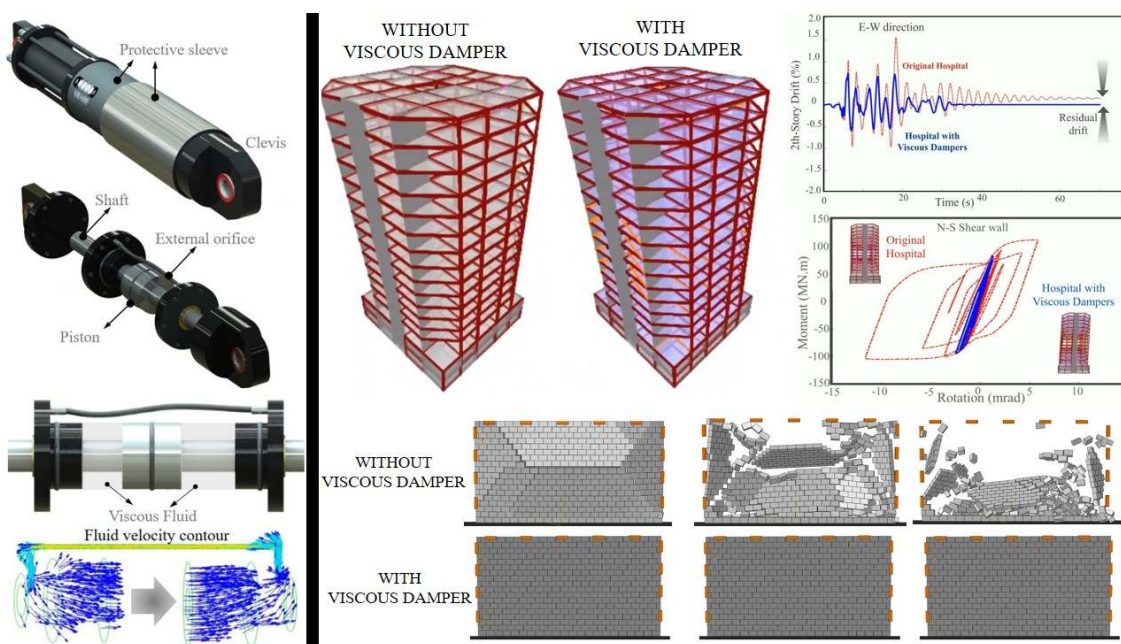 Protective sleeve
Clevis
Shaft
External orifice
Piston
Viscous Fluid
Fluid velocity contour
WITHOUT
VISCOUS DAMPER
WITH
VISCOUS DAMPER
2.0
1.5
1.0
0.5
0
0.5
-1.0
1.5
2.0
2th-Story Drift (%)
E-W direction
Original Hospital
Hospital with
Viscous Dampers
Residual
drift
0
20
40
60
Time (s)
150
100
50
0
-50
-100
-150
Moment (MN.m)
N-S Shear wall
Original
Hospital
Hospital with
Viscous Dampers
-15
-10
-5
0
5
10
Rotation (mrad)
WITHOUT
VISCOUS DAMPER
WITH
VISCOUS DAMPER